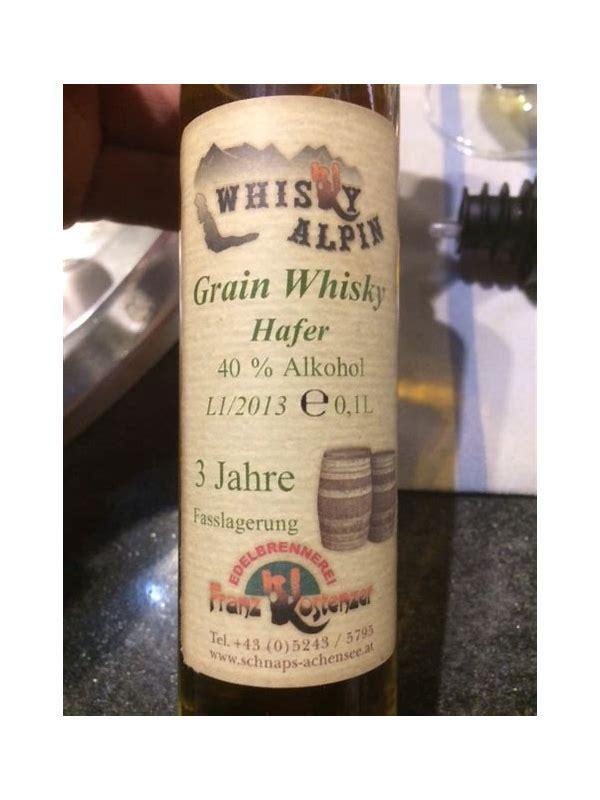 WHISKY
ALPIN
Grain Whisky
Hafer
40 % Alkohol
L1/2013 ℮ 0,1L
3 Jahre
Fasslagerung
EDELBRENNEREI
Franz Kostenzer
Tel. +43 (0)5243 / 5795
www.schnaps-achensee.at